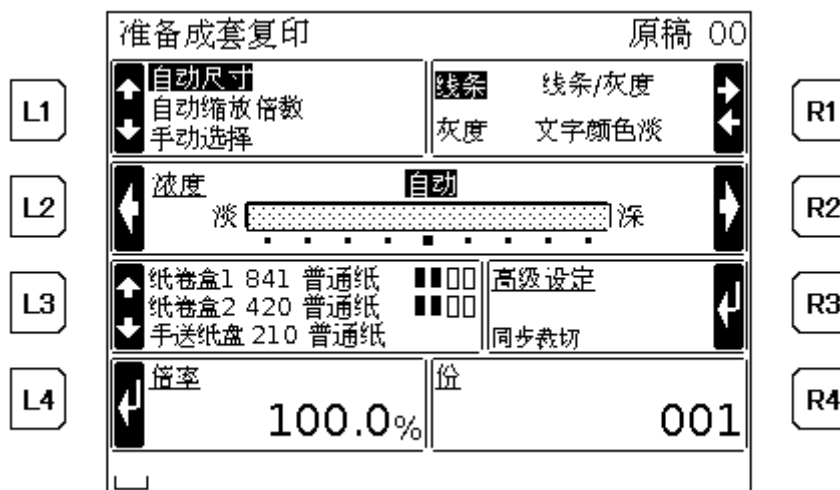 准备成套复印 原稿 00
L1
自动尺寸
自动缩放倍数
手动选择
线条 线条/灰度
灰度 文字颜色淡
R1
L2
浓度 自动
淡 深
R2
L3
纸卷盒1 841 普通纸
纸卷盒2 420 普通纸
手送纸盘 210 普通纸
高级设定
同步裁切
R3
L4
倍率
100.0%
份
001
R4